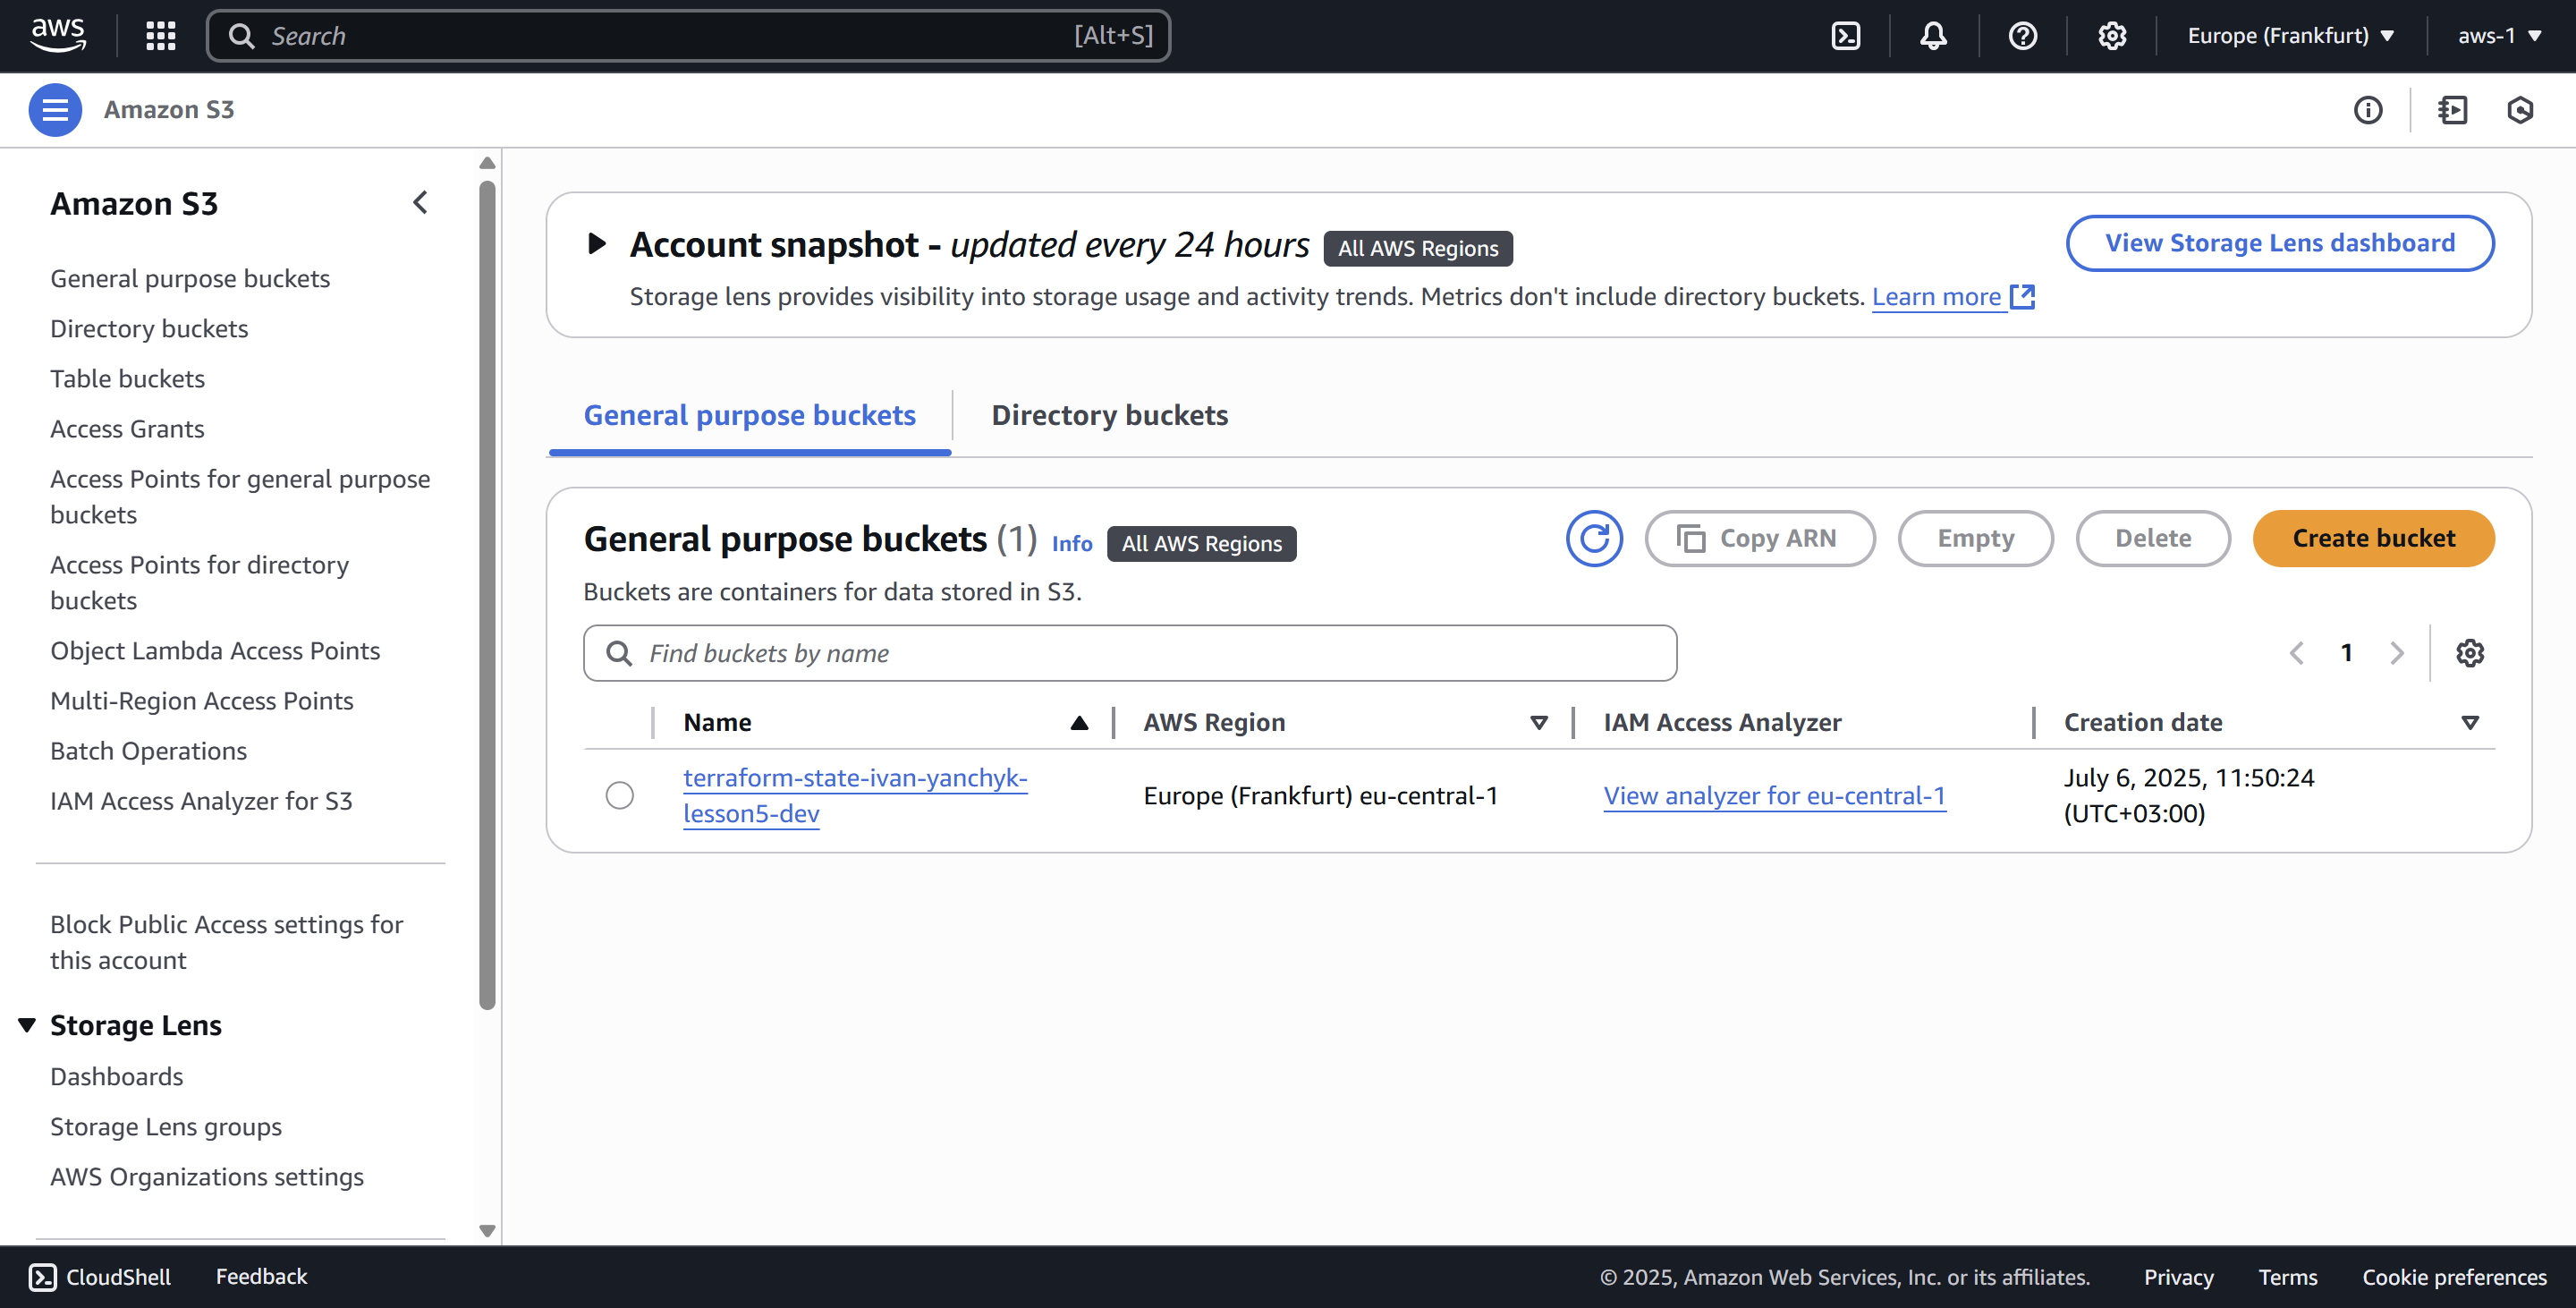 aws
Search
[Alt+S]
Europe (Frankfurt)
aws-1
Amazon S3
Amazon S3
General purpose buckets
Directory buckets
Table buckets
Access Grants
Access Points for general purpose
buckets
Access Points for directory
buckets
Object Lambda Access Points
Multi-Region Access Points
Batch Operations
IAM Access Analyzer for S3
Block Public Access settings for
this account
Storage Lens
Dashboards
Storage Lens groups
AWS Organizations settings
Account snapshot - updated every 24 hours All AWS Regions
View Storage Lens dashboard
Storage lens provides visibility into storage usage and activity trends. Metrics don't include directory buckets. Learn more
General purpose buckets
Directory buckets
General purpose buckets (1) Info All AWS Regions
Copy ARN
Empty
Delete
Create bucket
Buckets are containers for data stored in S3.
Find buckets by name
1
Name
AWS Region
IAM Access Analyzer
Creation date
terraform-state-ivan-yanchyk-
lesson5-dev
Europe (Frankfurt) eu-central-1
View analyzer for eu-central-1
July 6, 2025, 11:50:24
(UTC+03:00)
CloudShell
Feedback
© 2025, Amazon Web Services, Inc. or its affiliates.
Privacy
Terms
Cookie preferences